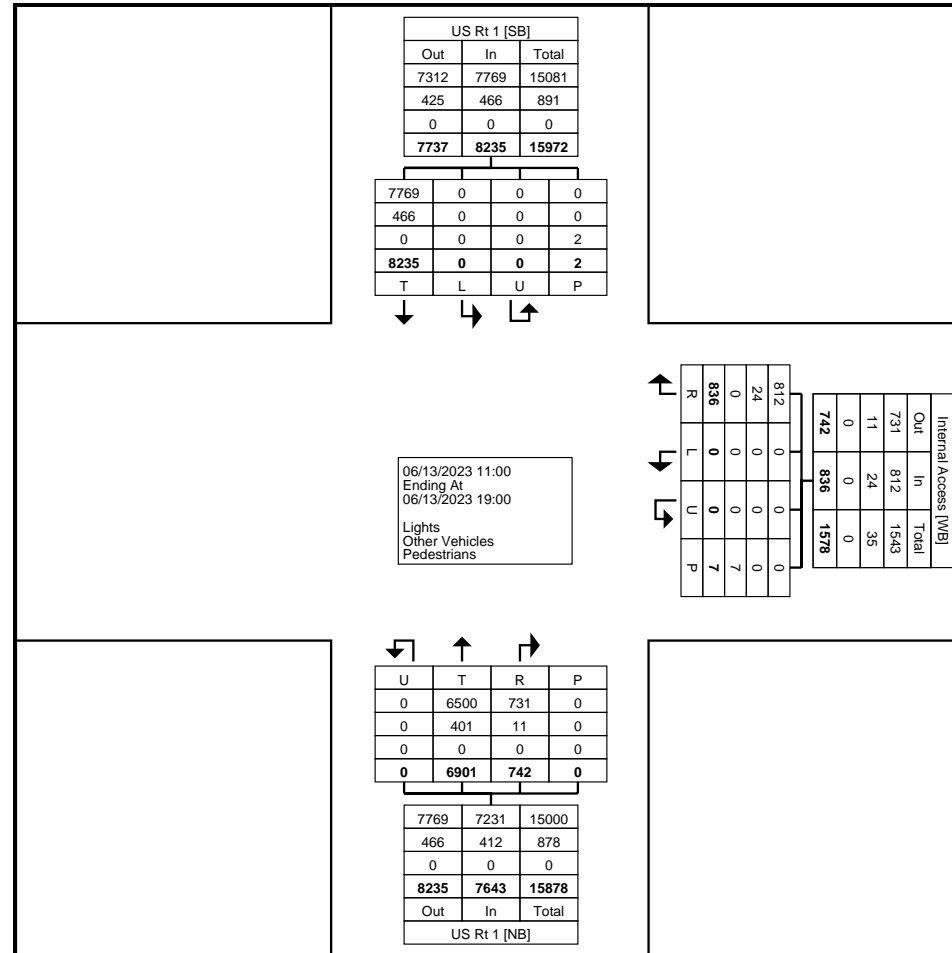 US Rt 1 [SB]
Out In Total
7312 7769 15081
425 466 891
0 0 0
7737 8235 15972
7769 0 0 0
466 0 0 0
0 0 0 2
8235 0 0 2
T L U P
Internal Access [WB]
Out In Total
731 812 1543
11 24 35
0 0 0
742 836 1578
812 0 0 0
24 0 0 0
0 0 0 7
836 0 0 7
R L U P
06/13/2023 11:00
Ending At
06/13/2023 19:00
Lights
Other Vehicles
Pedestrians
U T R P
0 6500 731 0
0 401 11 0
0 0 0 0
0 6901 742 0
7769 7231 15000
466 412 878
0 0 0
8235 7643 15878
Out In Total
US Rt 1 [NB]